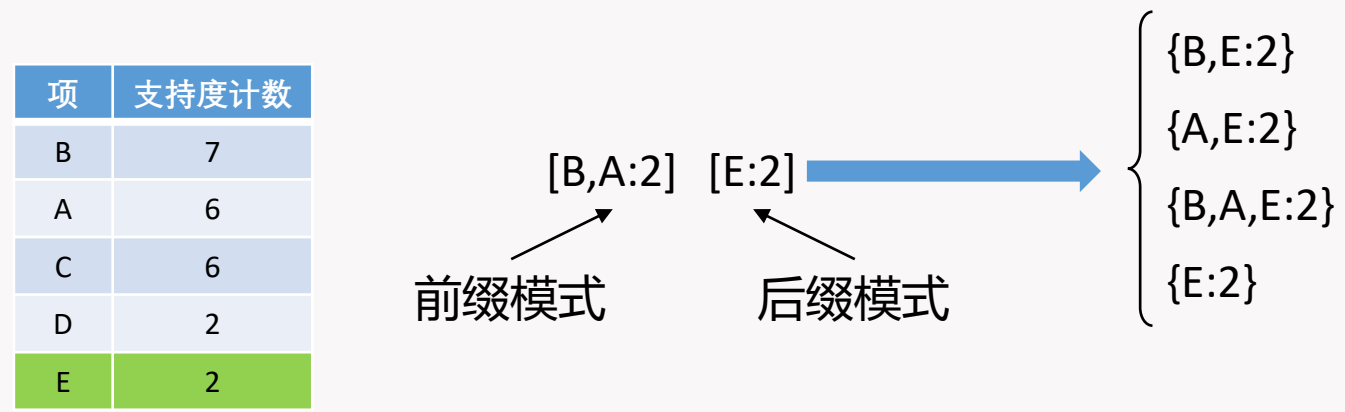 项 支持度计数
B 7
A 6
C 6
D 2
E 2
[B,A:2] [E:2]
前缀模式 后缀模式
{B,E:2}
{A,E:2}
{B,A,E:2}
{E:2}